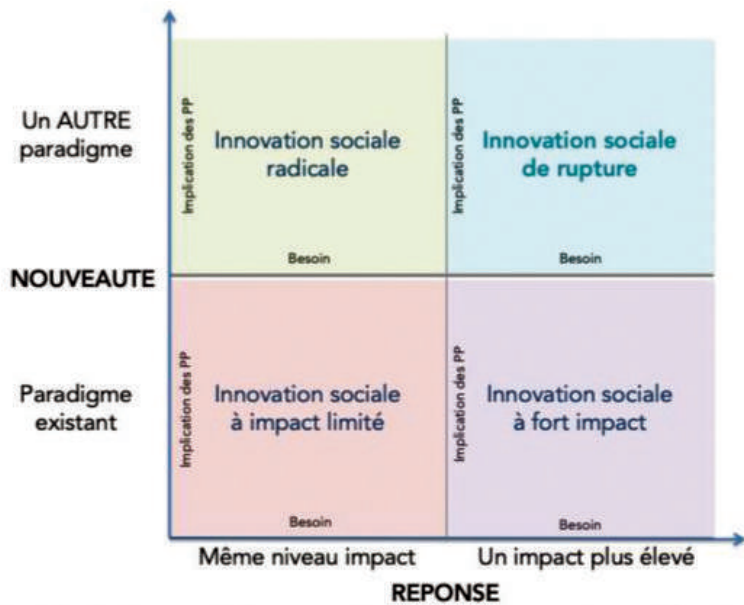 Un AUTRE
paradigme
Implication des PP
Innovation sociale
radicale
Besoin
Implication des PP
Innovation sociale
de rupture
Besoin
NOUVEAUTE
Paradigme
existant
Implication des PP
Innovation sociale
à impact limité
Besoin
Implication des PP
Innovation sociale
à fort impact
Besoin
Même niveau impact
Un impact plus élevé
REPONSE